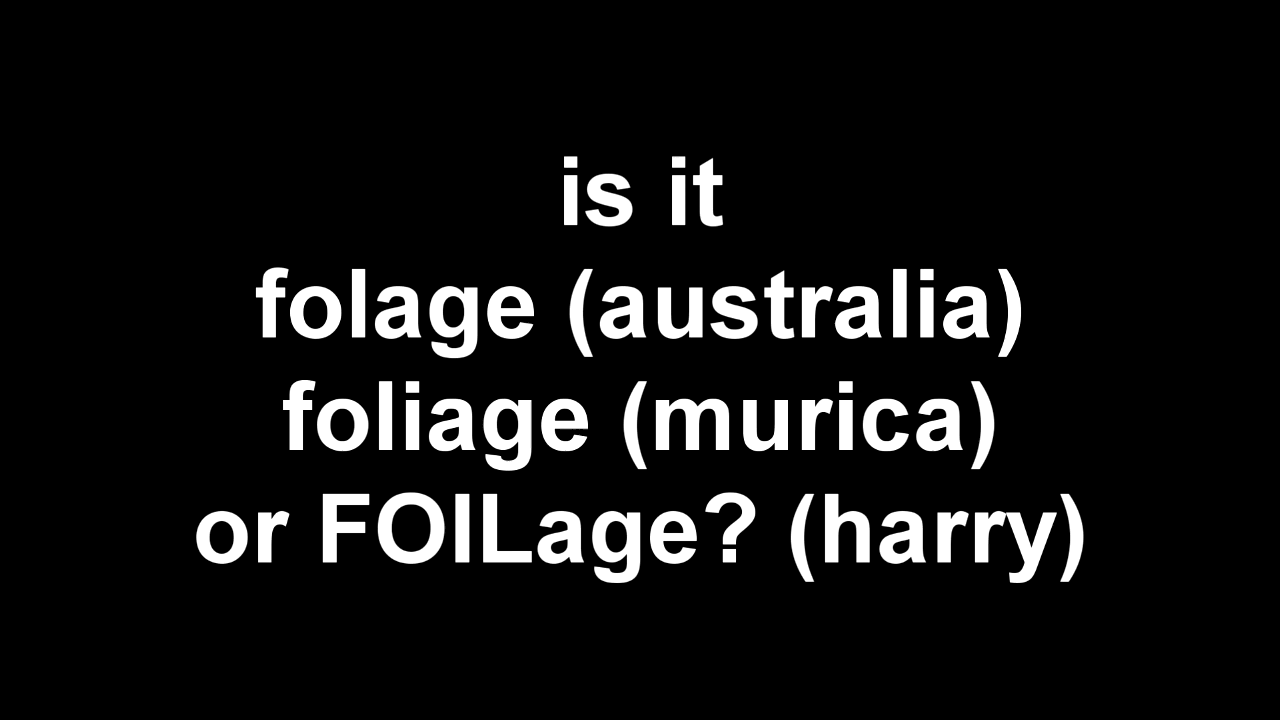 is it
folage (australia)
foliage (murica)
or FOILage? (harry)